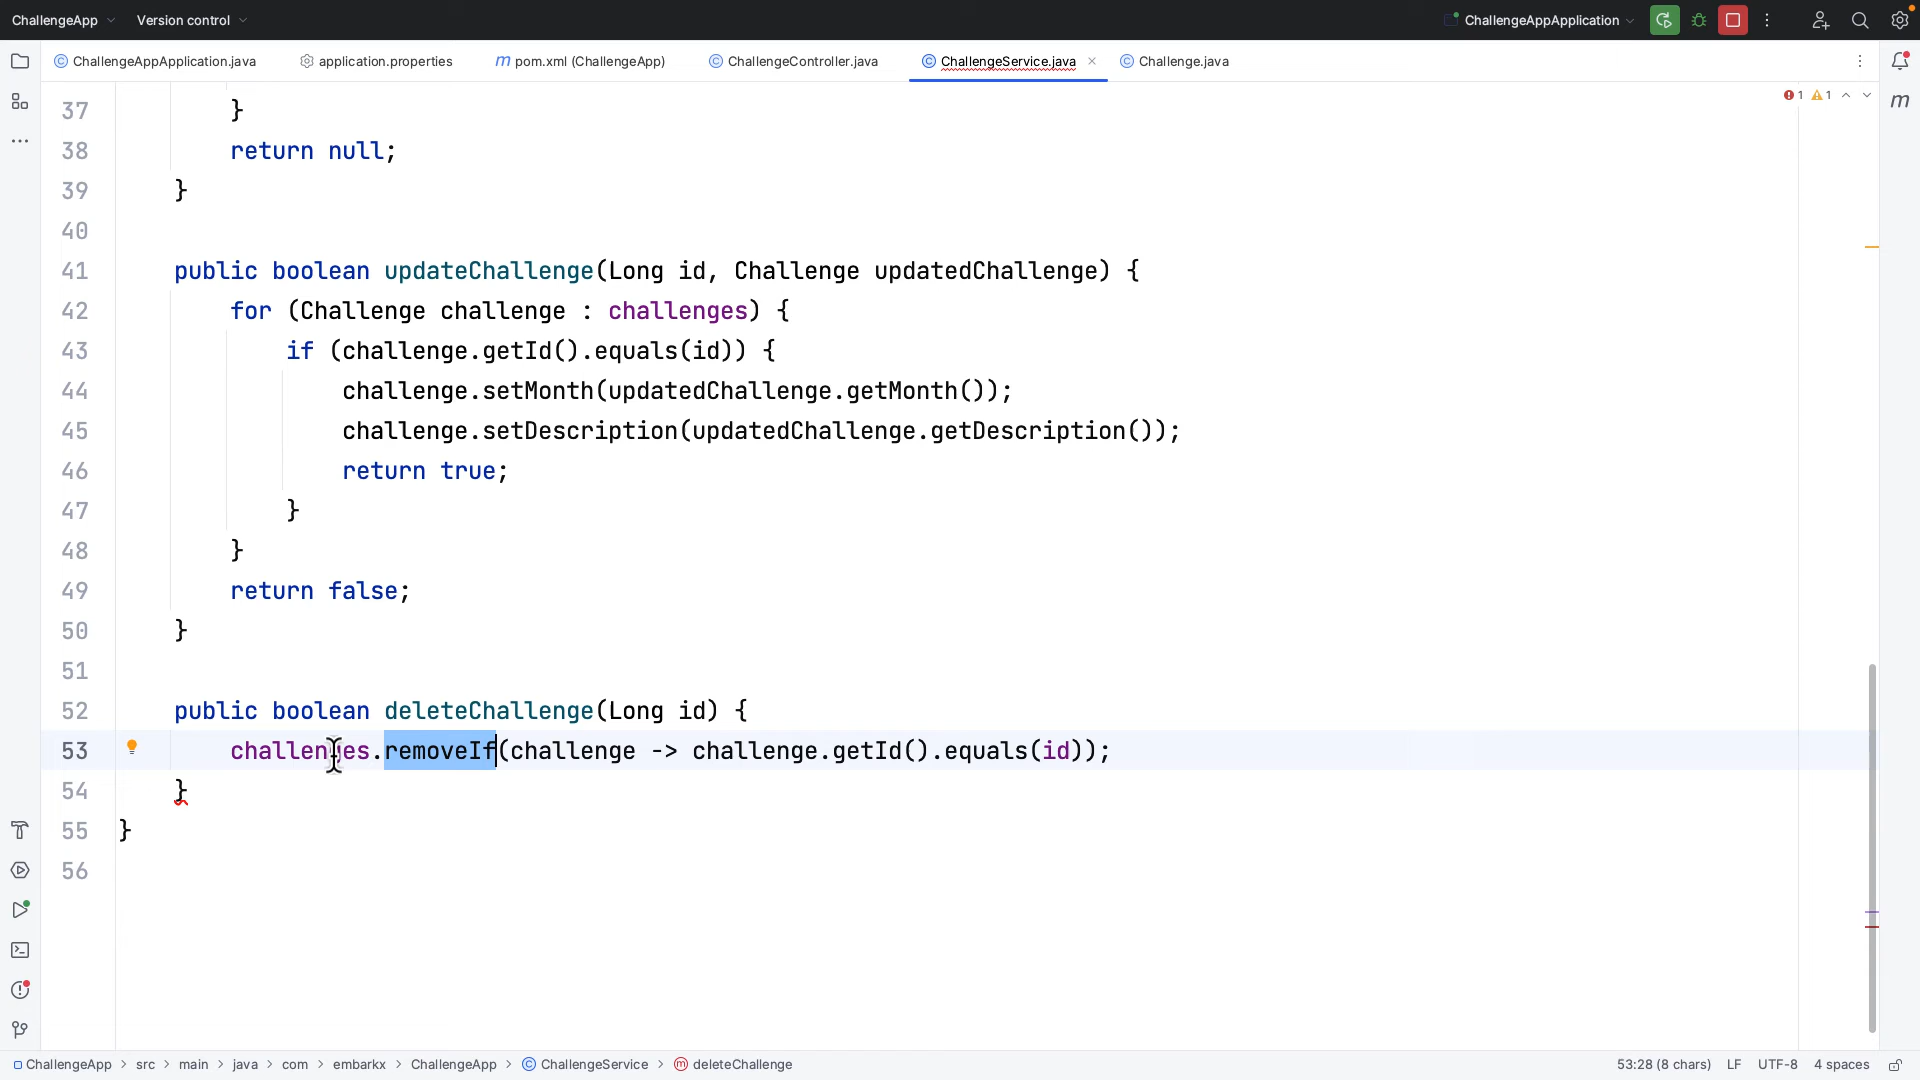 ChallengeApp Version control ChallengeAppApplication
ChallengeAppApplication.java application.properties m pom.xml (ChallengeApp) C ChallengeController.java C ChallengeService.java C Challenge.java
1 1
37 }
38 return null;
39 }
40
41 public boolean updateChallenge(Long id, Challenge updatedChallenge) {
42 for (Challenge challenge : challenges) {
43 if (challenge.getId().equals(id)) {
44 challenge.setMonth(updatedChallenge.getMonth());
45 challenge.setDescription(updatedChallenge.getDescription());
46 return true;
47 }
48 }
49 return false;
50 }
51
52 public boolean deleteChallenge(Long id) {
53 challenges.removeIf(challenge -> challenge.getId().equals(id));
54 }
55 }
56
ChallengeApp > src > main > java > com > embarkx > ChallengeApp > C ChallengeService > m deleteChallenge 53:28 (8 chars) LF UTF-8 4 spaces